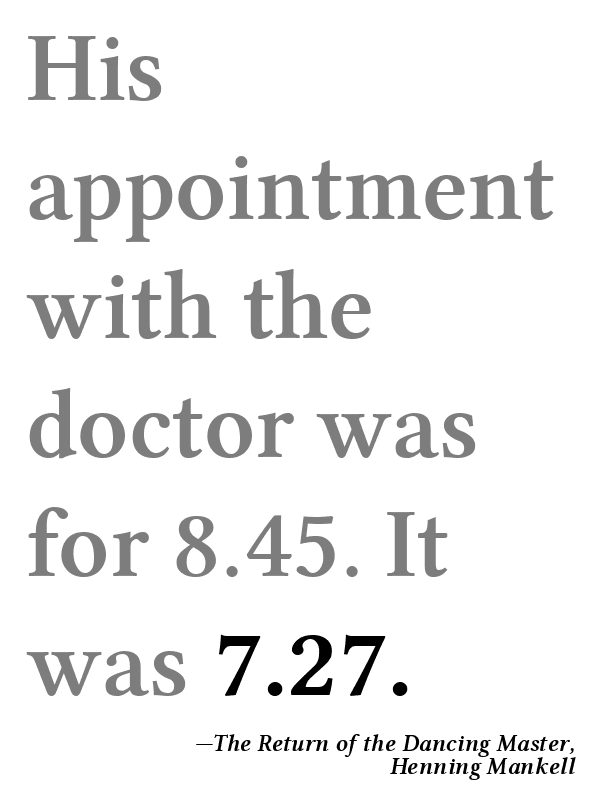 His
appointment
with the
doctor was
for 8.45. It
was 7.27.
—The Return of the Dancing Master,
Henning Mankell